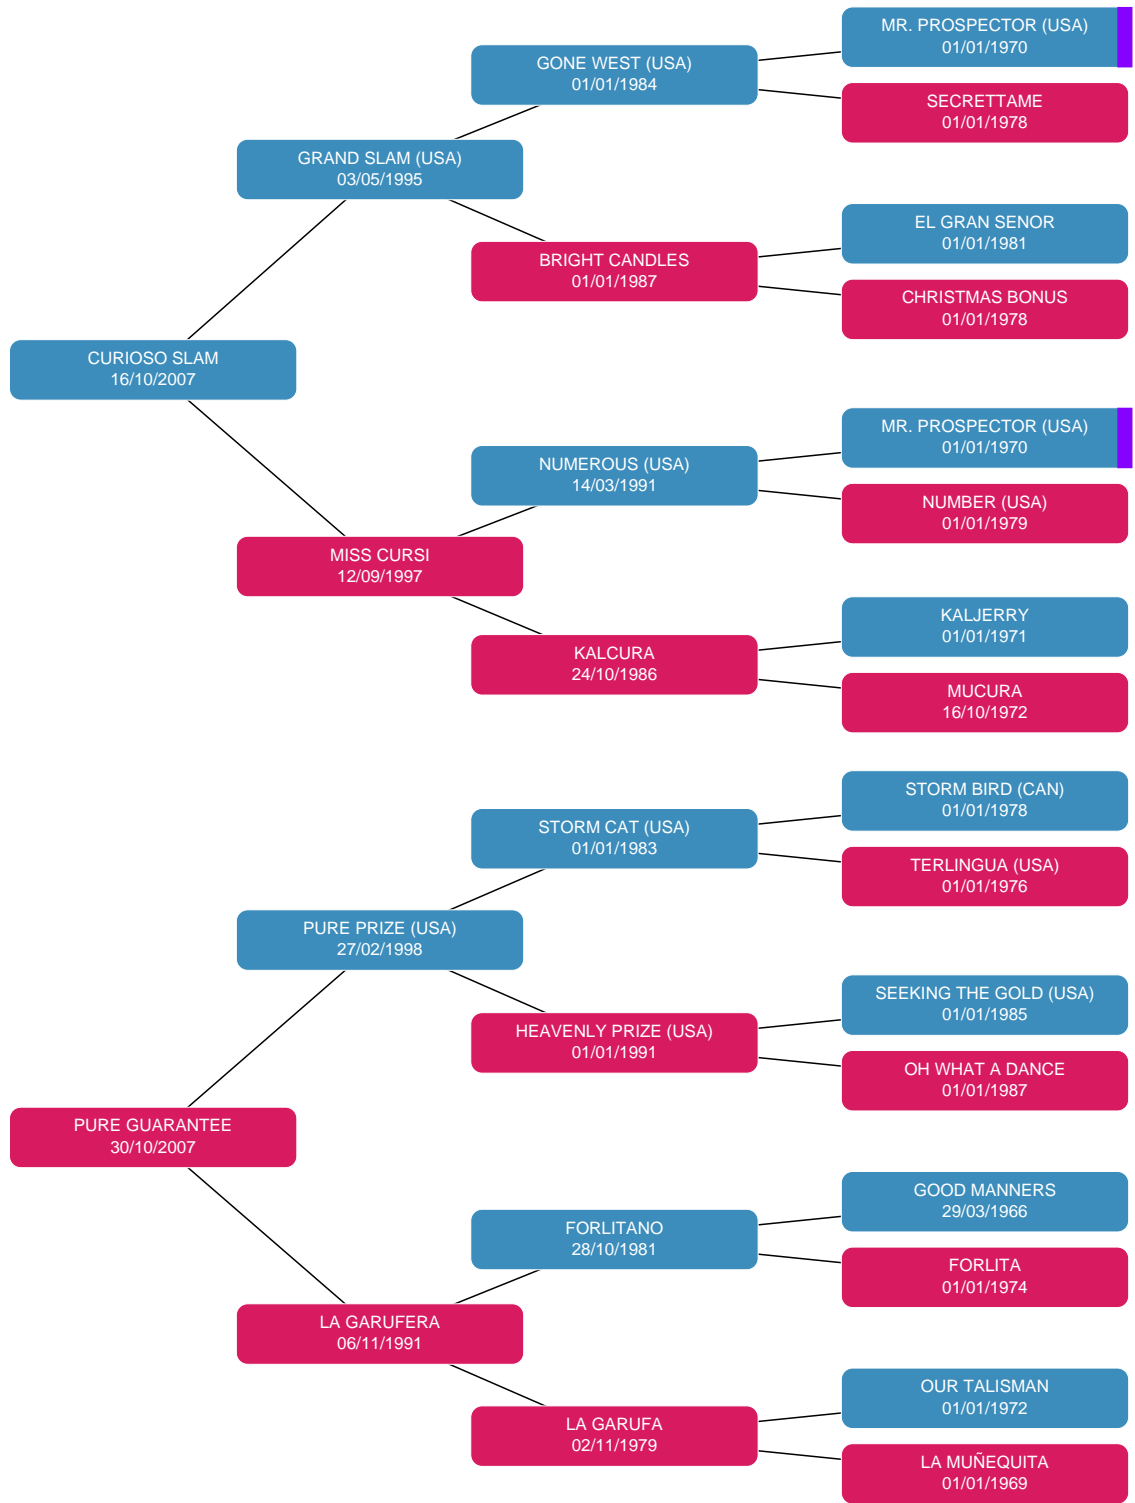 MR. PROSPECTOR (USA)
01/01/1970
GONE WEST (USA)
01/01/1984
SECRETTAME
01/01/1978
GRAND SLAM (USA)
03/05/1995
EL GRAN SENOR
01/01/1981
BRIGHT CANDLES
01/01/1987
CHRISTMAS BONUS
01/01/1978
CURIOSO SLAM
16/10/2007
MR. PROSPECTOR (USA)
01/01/1970
NUMEROUS (USA)
14/03/1991
NUMBER (USA)
01/01/1979
MISS CURSI
12/09/1997
KALJERRY
01/01/1971
KALCURA
24/10/1986
MUCURA
16/10/1972
STORM BIRD (CAN)
01/01/1978
STORM CAT (USA)
01/01/1983
TERLINGUA (USA)
01/01/1976
PURE PRIZE (USA)
27/02/1998
SEEKING THE GOLD (USA)
01/01/1985
HEAVENLY PRIZE (USA)
01/01/1991
OH WHAT A DANCE
01/01/1987
PURE GUARANTEE
30/10/2007
GOOD MANNERS
29/03/1966
FORLITANO
28/10/1981
FORLITA
01/01/1974
LA GARUFERA
06/11/1991
OUR TALISMAN
01/01/1972
LA GARUFA
02/11/1979
LA MUÑEQUITA
01/01/1969